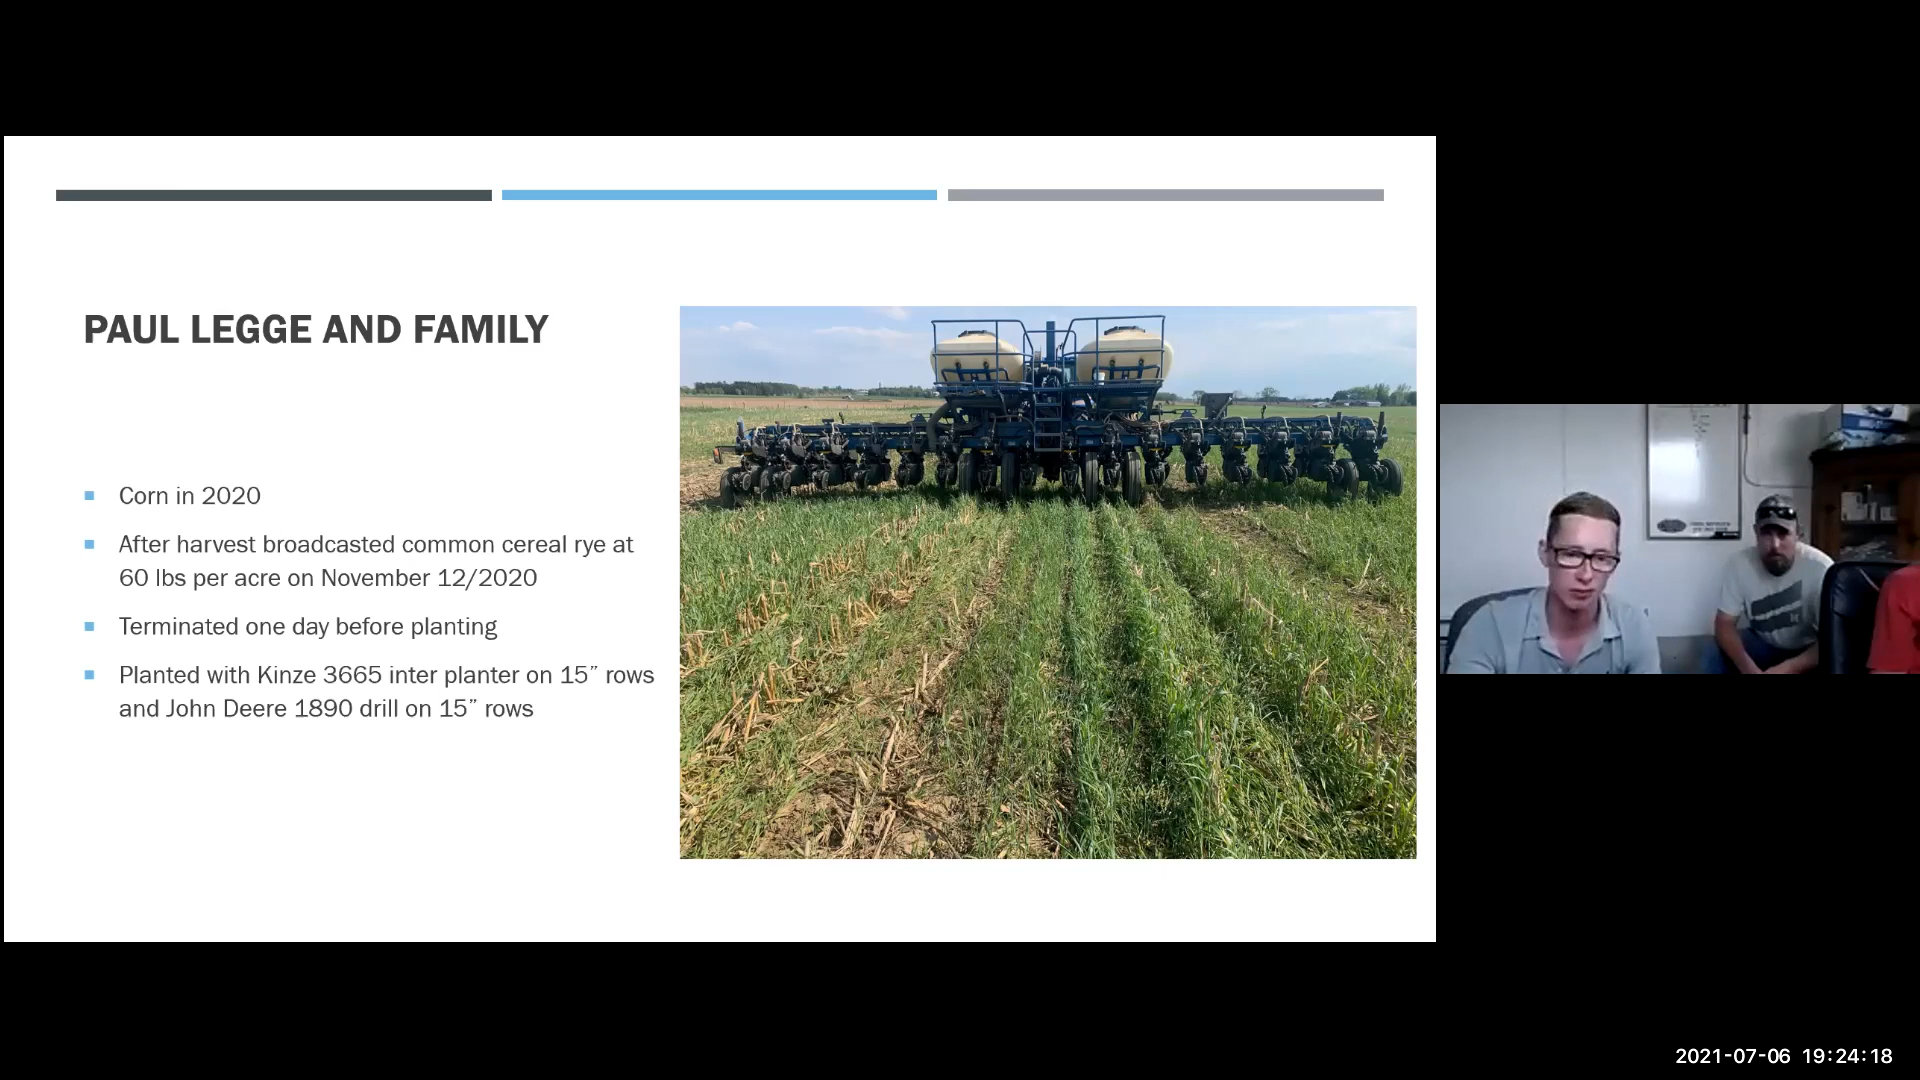 PAUL LEGGE AND FAMILY
Corn in 2020
After harvest broadcasted common cereal rye at
60 lbs per acre on November 12/2020
Terminated one day before planting
Planted with Kinze 3665 inter planter on 15” rows
and John Deere 1890 drill on 15” rows
2021-07-06 19:24:18